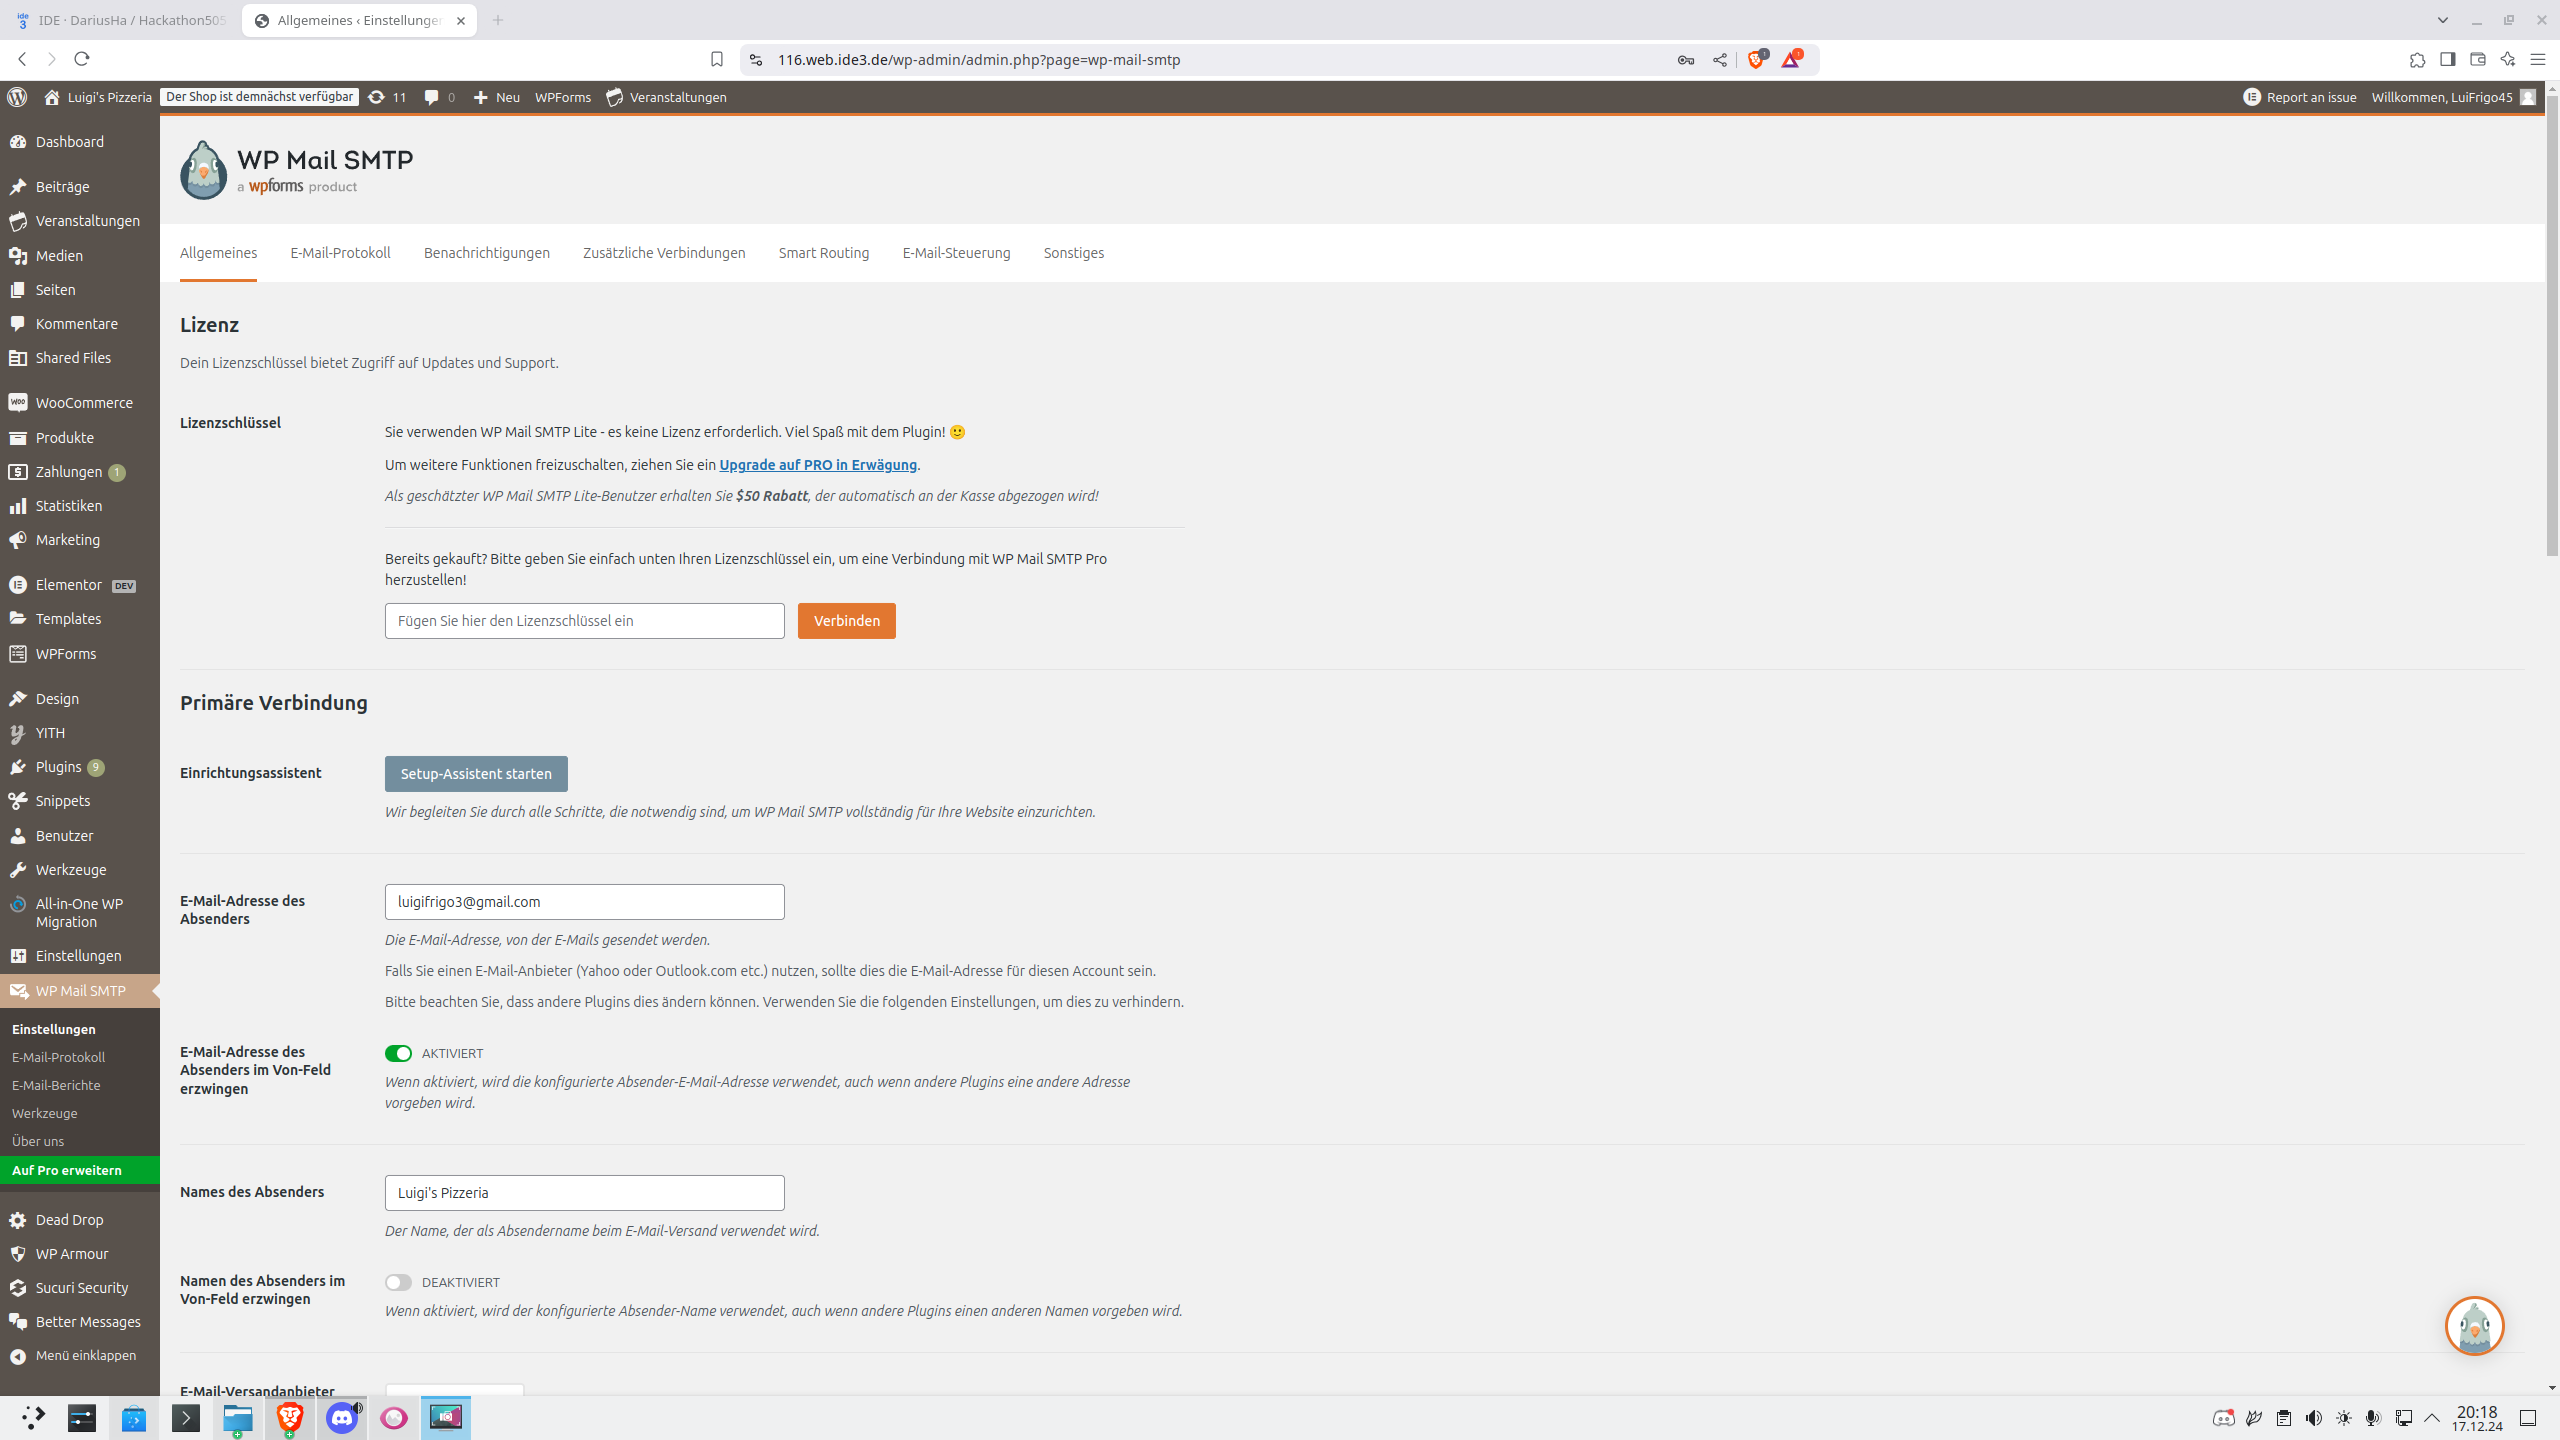 IDE · DariusHa / Hackathon505
Allgemeines ‹ Einstellungen
116.web.ide3.de/wp-admin/admin.php?page=wp-mail-smtp
Luigi's Pizzeria
Der Shop ist demnächst verfügbar
11
0
Neu
WPForms
Veranstaltungen
Report an issue
Willkommen, LuiFrigo45
Dashboard
Beiträge
Veranstaltungen
Medien
Seiten
Kommentare
Shared Files
WooCommerce
Produkte
Zahlungen 1
Statistiken
Marketing
Elementor DEV
Templates
WPForms
Design
YITH
Plugins 9
Snippets
Benutzer
Werkzeuge
All-in-One WP
Migration
Einstellungen
WP Mail SMTP
Einstellungen
E-Mail-Protokoll
E-Mail-Berichte
Werkzeuge
Über uns
Auf Pro erweitern
Dead Drop
WP Armour
Sucuri Security
Better Messages
Menü einklappen
WP Mail SMTP
a wpforms product
Allgemeines
E-Mail-Protokoll
Benachrichtigungen
Zusätzliche Verbindungen
Smart Routing
E-Mail-Steuerung
Sonstiges
Lizenz
Dein Lizenzschlüssel bietet Zugriff auf Updates und Support.
Lizenzschlüssel
Sie verwenden WP Mail SMTP Lite - es keine Lizenz erforderlich. Viel Spaß mit dem Plugin! 🙂
Um weitere Funktionen freizuschalten, ziehen Sie ein Upgrade auf PRO in Erwägung.
Als geschätzter WP Mail SMTP Lite-Benutzer erhalten Sie $50 Rabatt, der automatisch an der Kasse abgezogen wird!
Bereits gekauft? Bitte geben Sie einfach unten Ihren Lizenzschlüssel ein, um eine Verbindung mit WP Mail SMTP Pro
herzustellen!
Fügen Sie hier den Lizenzschlüssel ein
Verbinden
Primäre Verbindung
Einrichtungsassistent
Setup-Assistent starten
Wir begleiten Sie durch alle Schritte, die notwendig sind, um WP Mail SMTP vollständig für Ihre Website einzurichten.
E-Mail-Adresse des
Absenders
luigifrigo3@gmail.com
Die E-Mail-Adresse, von der E-Mails gesendet werden.
Falls Sie einen E-Mail-Anbieter (Yahoo oder Outlook.com etc.) nutzen, sollte dies die E-Mail-Adresse für diesen Account sein.
Bitte beachten Sie, dass andere Plugins dies ändern können. Verwenden Sie die folgenden Einstellungen, um dies zu verhindern.
E-Mail-Adresse des
Absenders im Von-Feld
erzwingen
AKTIVIERT
Wenn aktiviert, wird die konfigurierte Absender-E-Mail-Adresse verwendet, auch wenn andere Plugins eine andere Adresse
vorgeben wird.
Names des Absenders
Luigi's Pizzeria
Der Name, der als Absendername beim E-Mail-Versand verwendet wird.
Namen des Absenders im
Von-Feld erzwingen
DEAKTIVIERT
Wenn aktiviert, wird der konfigurierte Absender-Name verwendet, auch wenn andere Plugins einen anderen Namen vorgeben wird.
E-Mail-Versandanbieter
20:18
17.12.24